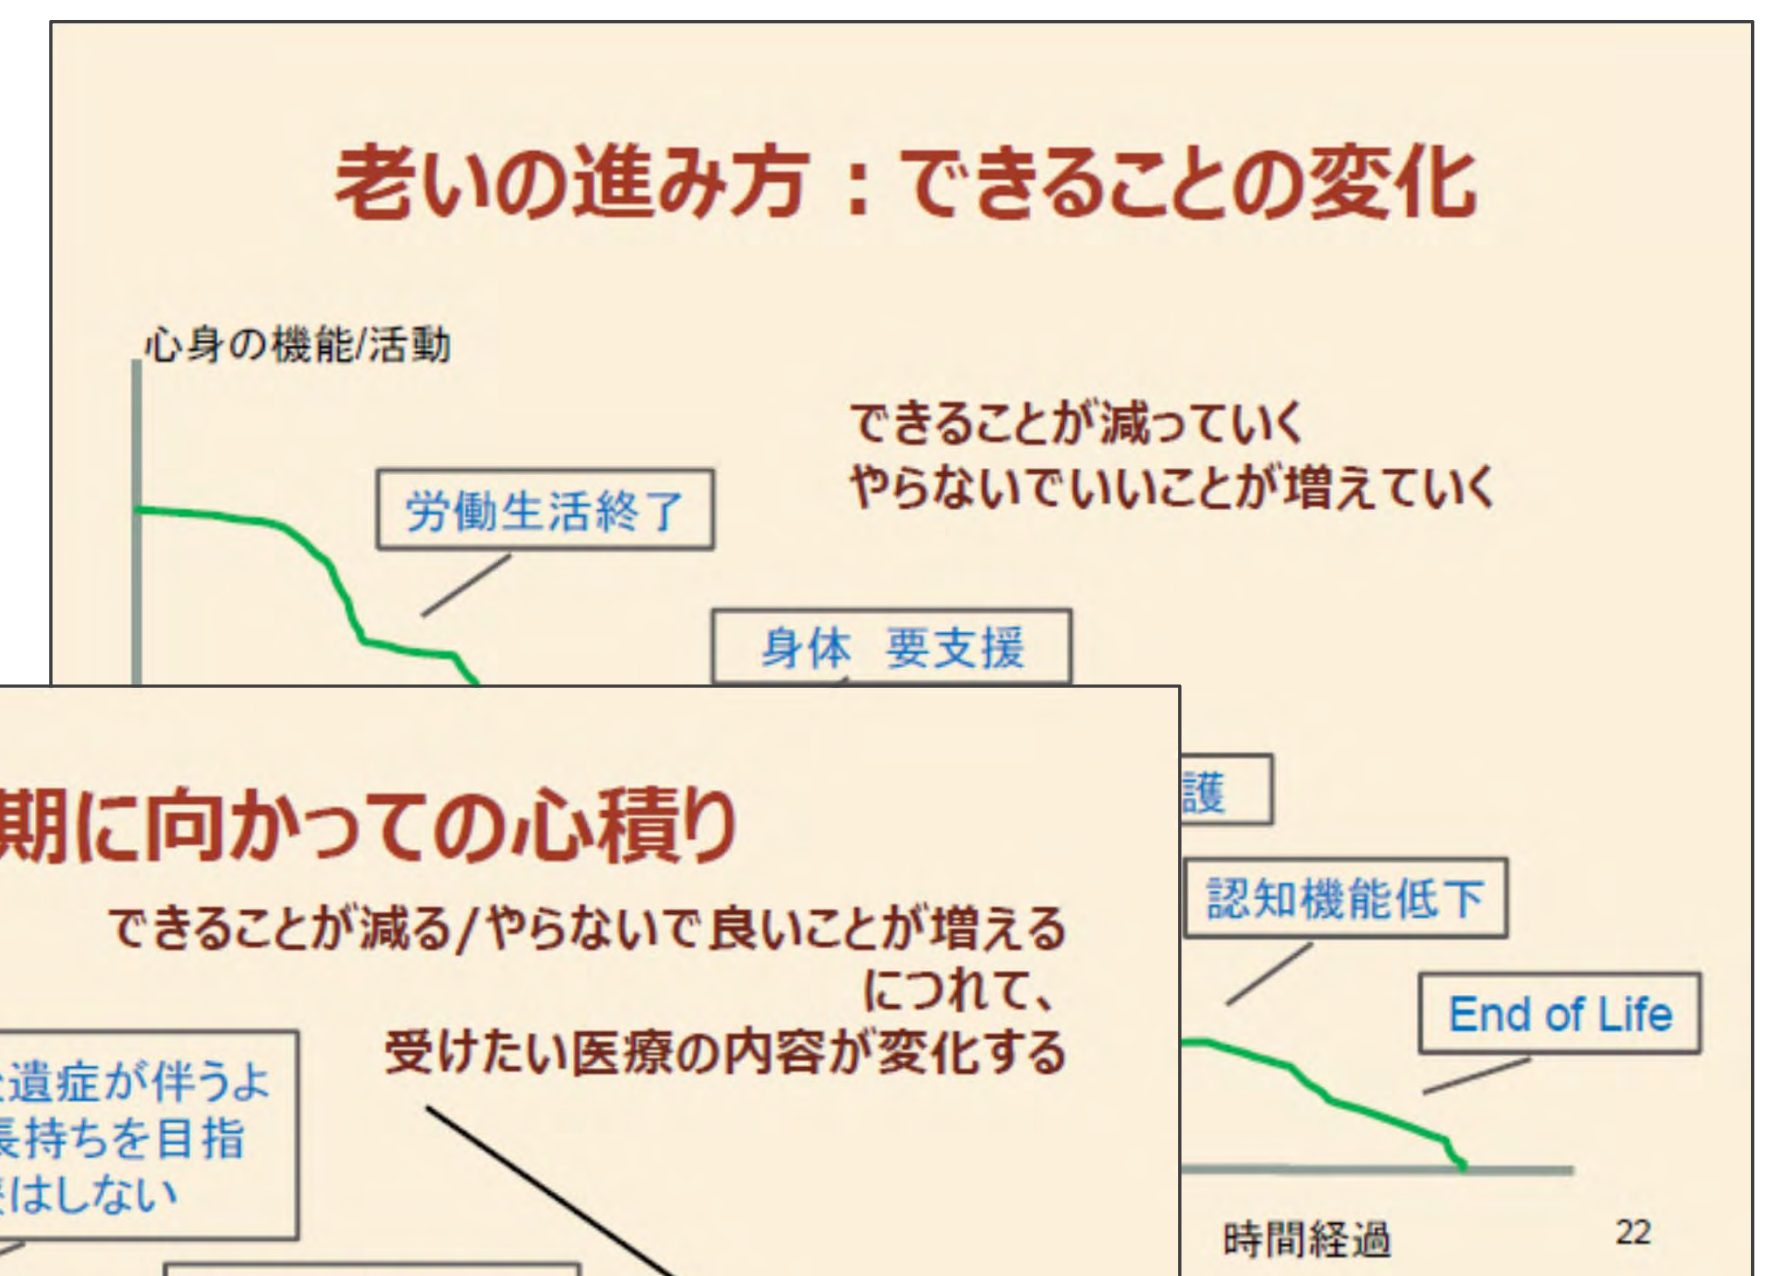 老いの進み方：できることの変化
心身の機能/活動
できることが減っていく
やらないでいいことが増えていく
労働生活終了
身体　要支援
護
認知機能低下
End of Life
時間経過
22
期に向かっての心積り
できることが減る/やらないで良いことが増える
につれて、
受けたい医療の内容が変化する
遺症が伴うよ
長持ちを目指
はしない